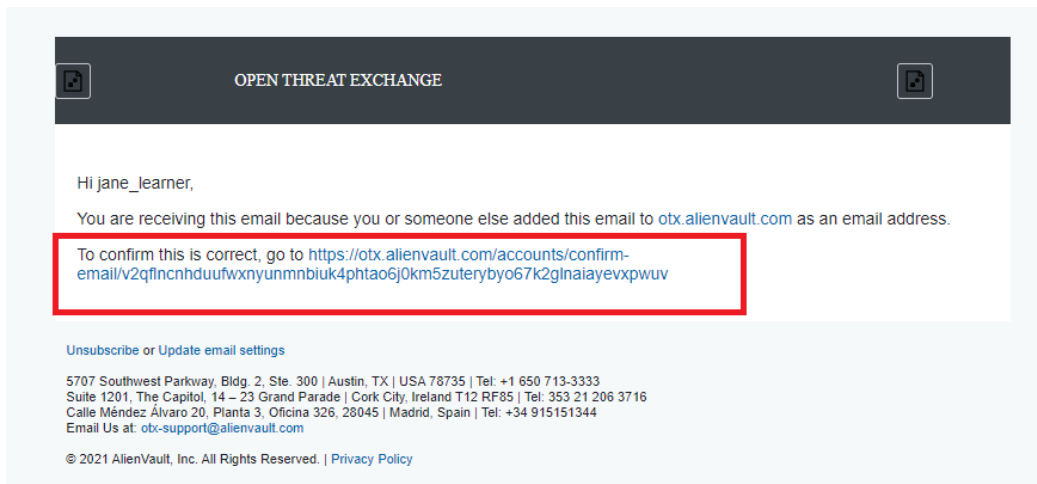 OPEN THREAT EXCHANGE
Hi jane_learner,
You are receiving this email because you or someone else added this email to otx.alienvault.com as an email address.
To confirm this is correct, go to https://otx.alienvault.com/accounts/confirm-
email/v2qflncnhduufwxnyunmnbiuk4phtao6j0km5zuterybyo67k2glnaiayevxpwuv
Unsubscribe or Update email settings
5707 Southwest Parkway, Bldg. 2, Ste. 300 | Austin, TX | USA 78735 | Tel: +1 650 713-3333
Suite 1201, The Capitol, 14 – 23 Grand Parade | Cork City, Ireland T12 RF85 | Tel: 353 21 206 3716
Calle Méndez Álvaro 20, Planta 3, Oficina 326, 28045 | Madrid, Spain | Tel: +34 915151344
Email Us at: otx-support@alienvault.com
© 2021 AlienVault, Inc. All Rights Reserved. | Privacy Policy